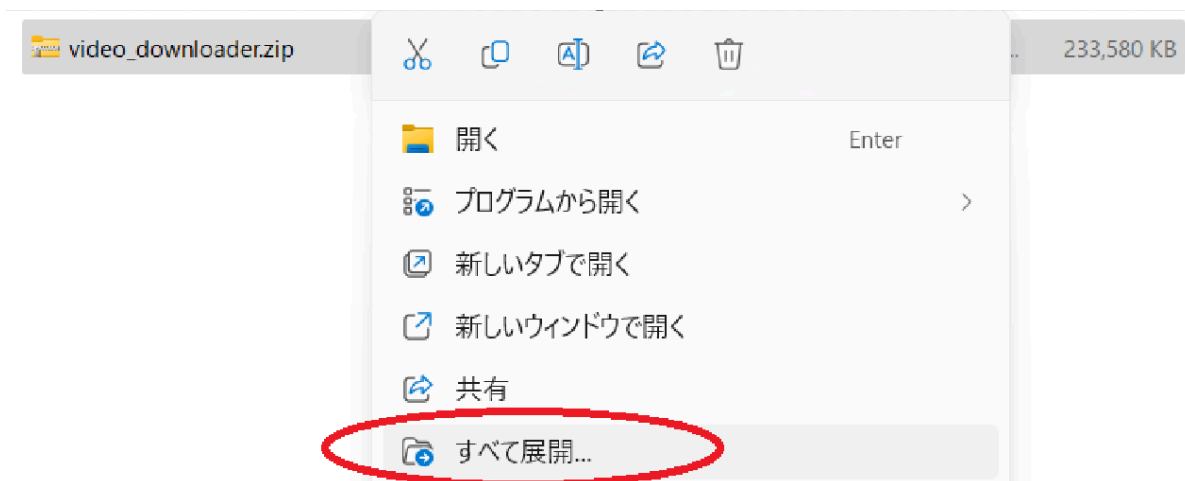 video_downloader.zip
233,580 KB
開く Enter
プログラムから開く
新しいタブで開く
新しいウィンドウで開く
共有
すべて展開...